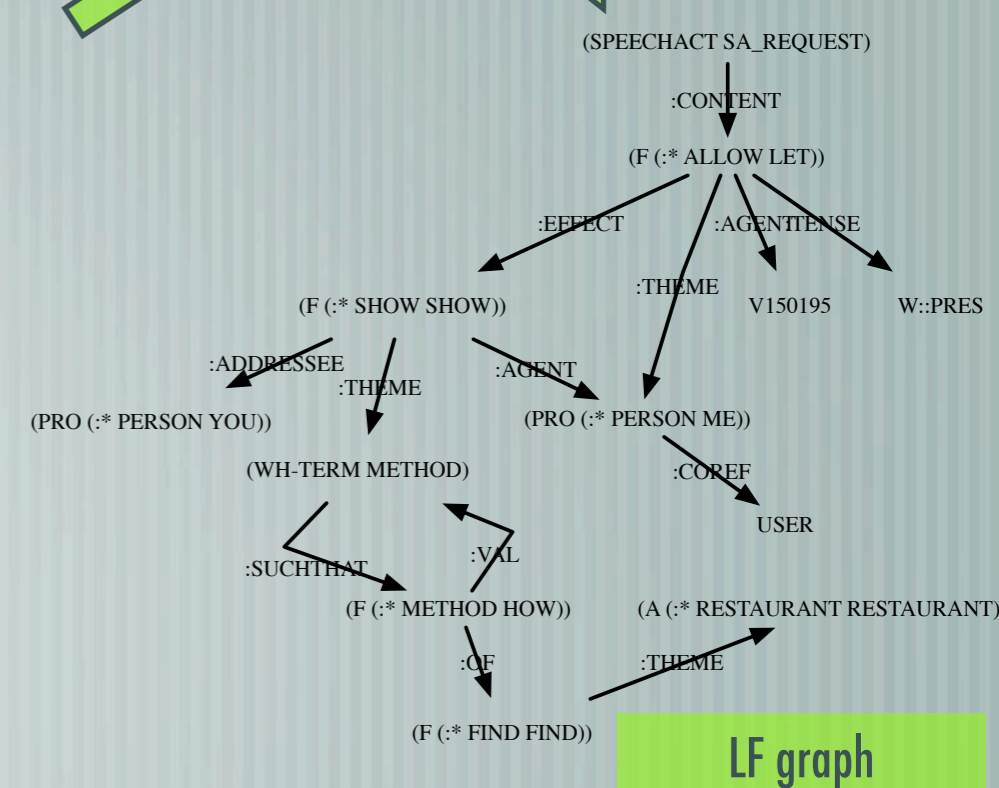 (SPEECHACT SA_REQUEST)
:CONTENT
(F (:* ALLOW LET))
:EFFECT
:AGENT
:TENSE
:THEME
V150195
W::PRES
(F (:* SHOW SHOW))
:ADDRESSEE
:THEME
:AGENT
(PRO (:* PERSON YOU))
(PRO (:* PERSON ME))
(WH-TERM METHOD)
:COREF
USER
:SUCHTHAT
:VAL
(F (:* METHOD HOW))
(A (:* RESTAURANT RESTAURANT)
:OF
:THEME
(F (:* FIND FIND))
LF graph